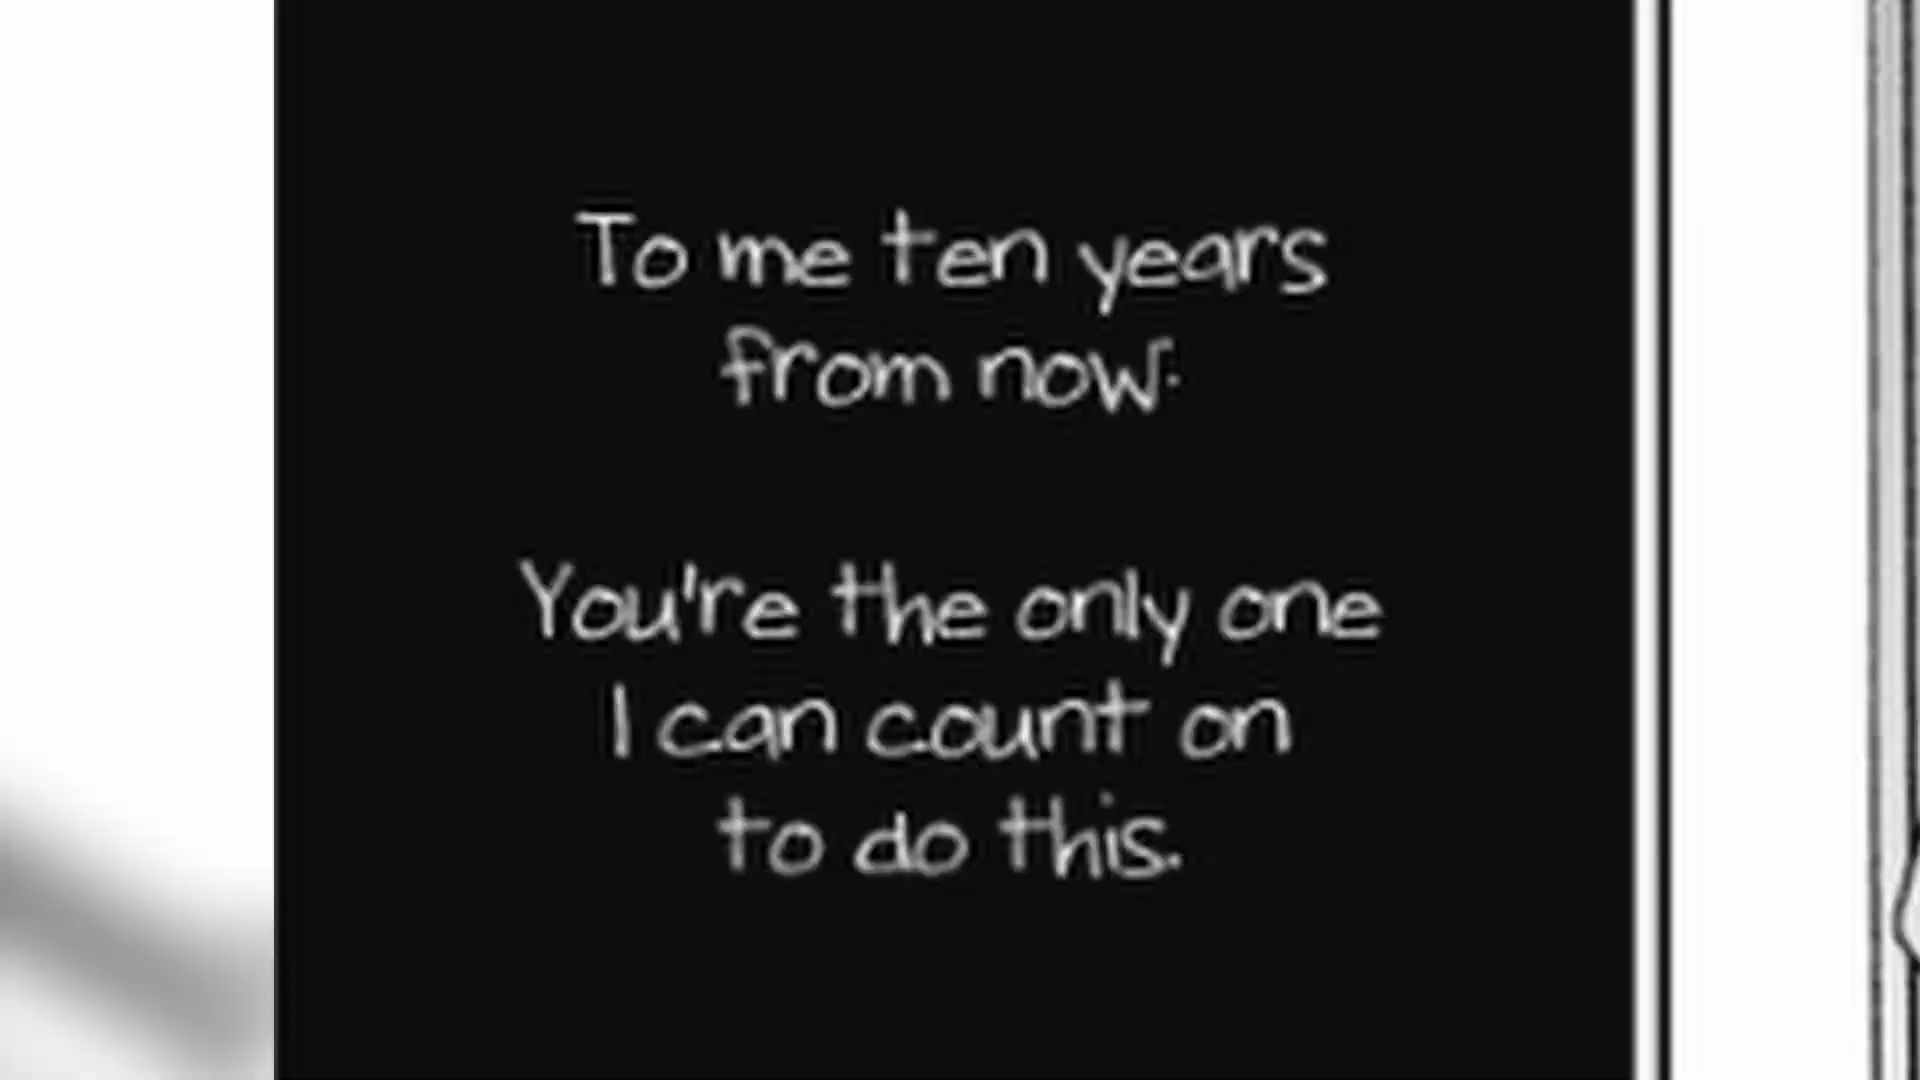 To me ten years
from now:
You're the only one
I can count on
to do this.